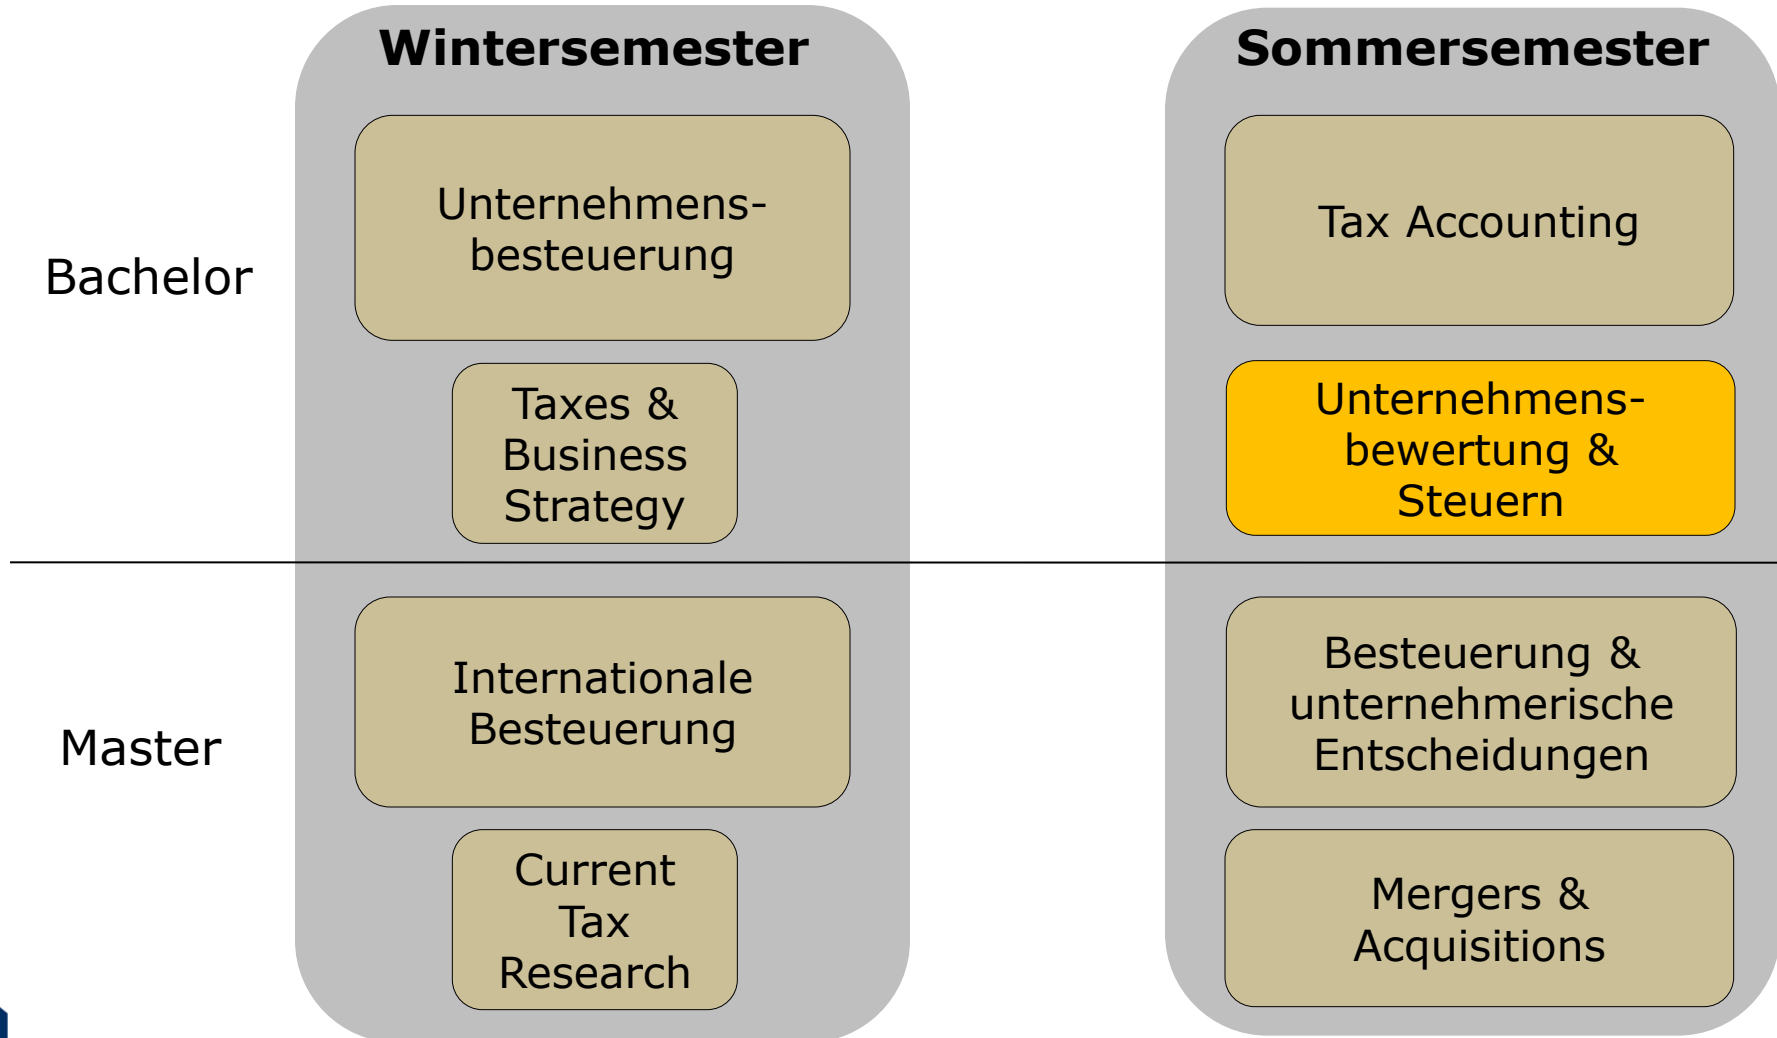 Wintersemester
Sommersemester
Bachelor
Unternehmens-
besteuerung
Tax Accounting
Taxes &
Business
Strategy
Unternehmens-
bewertung &
Steuern
Master
Internationale
Besteuerung
Besteuerung &
unternehmerische
Entscheidungen
Current
Tax
Research
Mergers &
Acquisitions